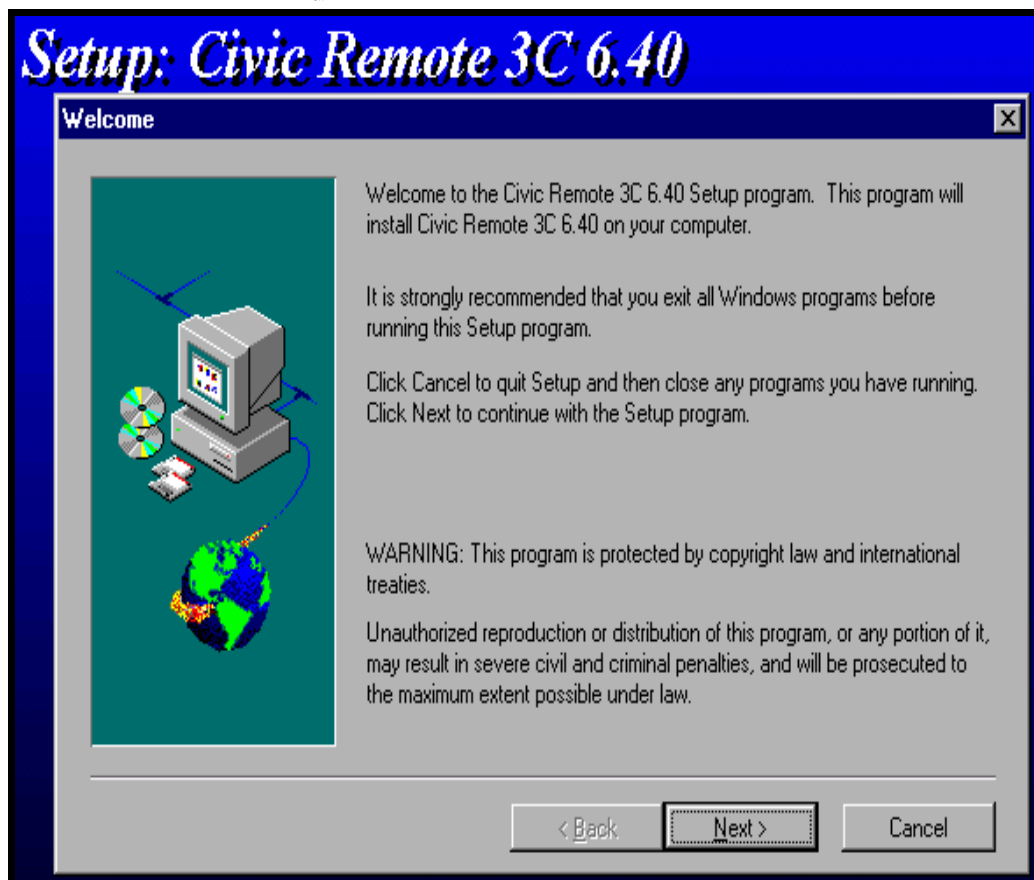 Setup: Civic Remote 3C 6.40
Welcome
Welcome to the Civic Remote 3C 6.40 Setup program. This program will
install Civic Remote 3C 6.40 on your computer.
It is strongly recommended that you exit all Windows programs before
running this Setup program.
Click Cancel to quit Setup and then close any programs you have running.
Click Next to continue with the Setup program.
WARNING: This program is protected by copyright law and international
treaties.
Unauthorized reproduction or distribution of this program, or any portion of it,
may result in severe civil and criminal penalties, and will be prosecuted to
the maximum extent possible under law.
< Back
Next >
Cancel